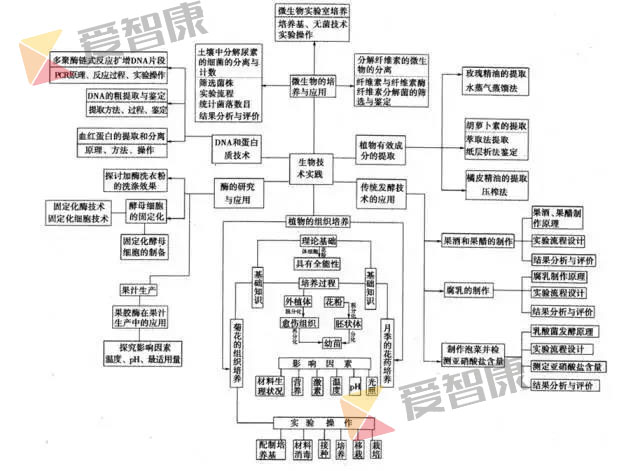 微生物实验室培养
培养基、无菌技术
实验操作
爱智康
多聚酶链式反应扩增DNA片段
PCR原理、反应过程、实验操作
DNA的粗提取与鉴定
提取方法、过程、鉴定
血红蛋白的提取和分离
原理、方法、操作
土壤中分解尿素
的细菌的分离与
计数
筛选菌株
实验流程
统计菌落数目
结果分析与评价
微生物的培
养与应用
分解纤维素的微生
物的分离
纤维素与纤维素酶
纤维素分解菌的筛
选与鉴定
玫瑰精油的提取
水蒸气蒸馏法
胡萝卜素的提取
萃取法提取
纸层析法鉴定
橘皮精油的提取
压榨法
DNA和蛋白
质技术
生物技
术实践
植物有效成
分的提取
探讨加酶洗衣粉
的洗涤效果
固定化酶技术
固定化细胞技术
酵母细胞
的固定化
固定化酵母
细胞的制备
酶的研究
与应用
传统发酵技
术的应用
果汁生产
果胶酶在果汁
生产中的应用
探究影响因素
温度、pH、最适用量
植物的组织培养
理论基础
体细胞
花粉
具有全能性
基础知识
基础知识
培养过程
外植体
花粉
脱分化
脱分化
愈伤组织
胚状体
分化
分化
幼苗
菊花的组织培养
月季的花药培养
影响因素
材料生理状况
营养
激素
温度
pH
光照
实验操作
配制培养基
材料消毒
接种
培养
移栽
栽培
果酒和果醋的制作
果酒、果醋制
作原理
实验流程设计
结果分析与评价
腐乳的制作
腐乳制作原理
实验流程设计
结果分析与评价
制作泡菜并检
测亚硝酸盐含量
乳酸菌发酵原理
实验流程设计
测定亚硝酸盐含量
结果分析与评价
爱智康